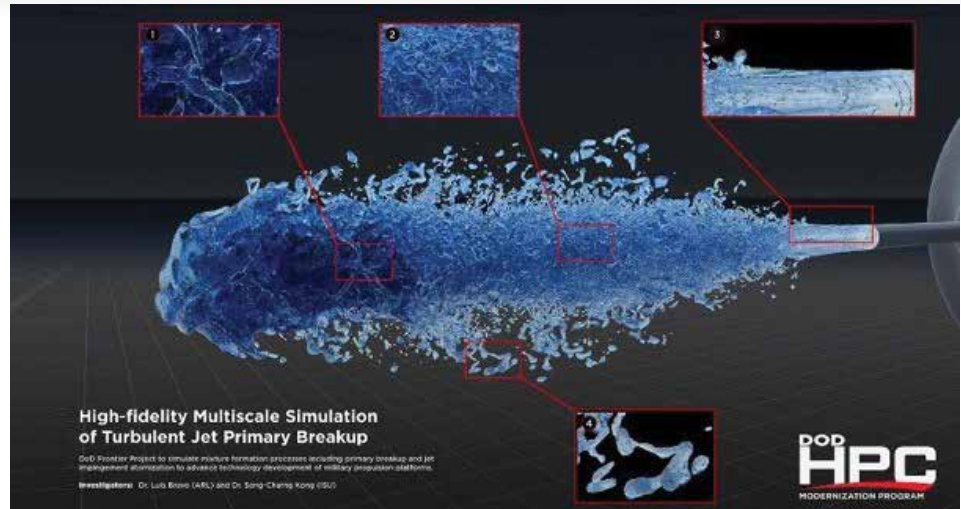 1
2
3
4
High-fidelity Multiscale Simulation
of Turbulent Jet Primary Breakup
DoD Frontier Project to simulate mixture formation processes including primary breakup and jet
impingement atomization to advance technology development of military propulsion platforms.
Investigators: Dr. Luis Bravo (ARL) and Dr. Song-Charng Kong (ISU)
DOD
HPC
MODERNIZATION PROGRAM